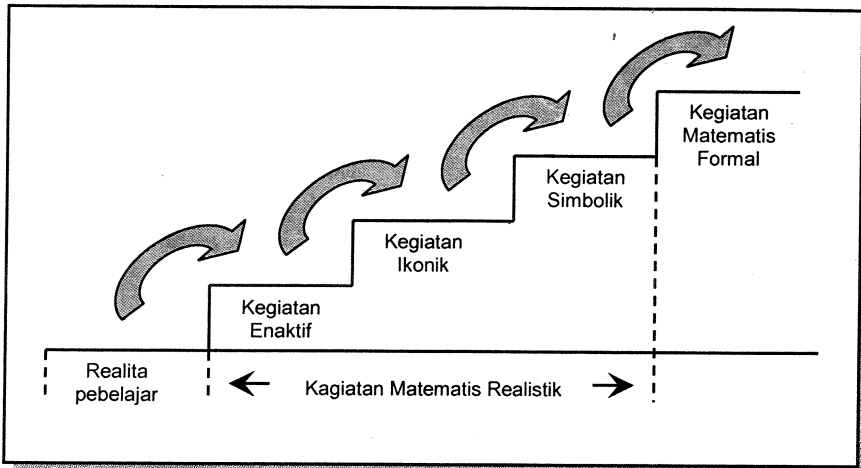 Kegiatan
Matematis
Formal
Kegiatan
Simbolik
Kegiatan
Ikonik
Kegiatan
Enaktif
Realita
pebelajar
Kagiatan Matematis Realistik